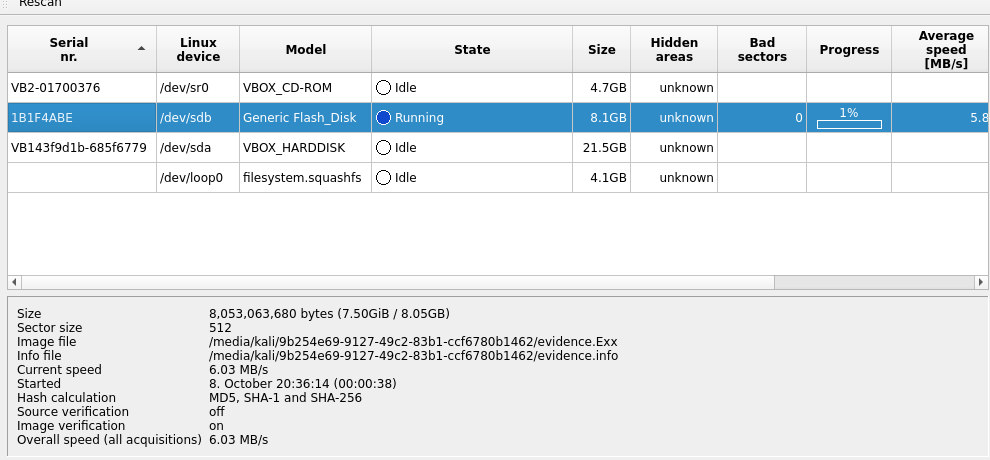 Rescan
Serial nr. Linux device Model State Size Hidden areas Bad sectors Progress Average speed [MB/s]
VB2-01700376 /dev/sr0 VBOX_CD-ROM Idle 4.7GB unknown
1B1F4ABE /dev/sdb Generic Flash_Disk Running 8.1GB unknown 0 1% 5.8
VB143f9d1b-685f6779 /dev/sda VBOX_HARDDISK Idle 21.5GB unknown
/dev/loop0 filesystem.squashfs Idle 4.1GB unknown
Size 8,053,063,680 bytes (7.50GiB / 8.05GB)
Sector size 512
Image file /media/kali/9b254e69-9127-49c2-83b1-ccf6780b1462/evidence.Exx
Info file /media/kali/9b254e69-9127-49c2-83b1-ccf6780b1462/evidence.info
Current speed 6.03 MB/s
Started 8. October 20:36:14 (00:00:38)
Hash calculation MD5, SHA-1 and SHA-256
Source verification off
Image verification on
Overall speed (all acquisitions) 6.03 MB/s